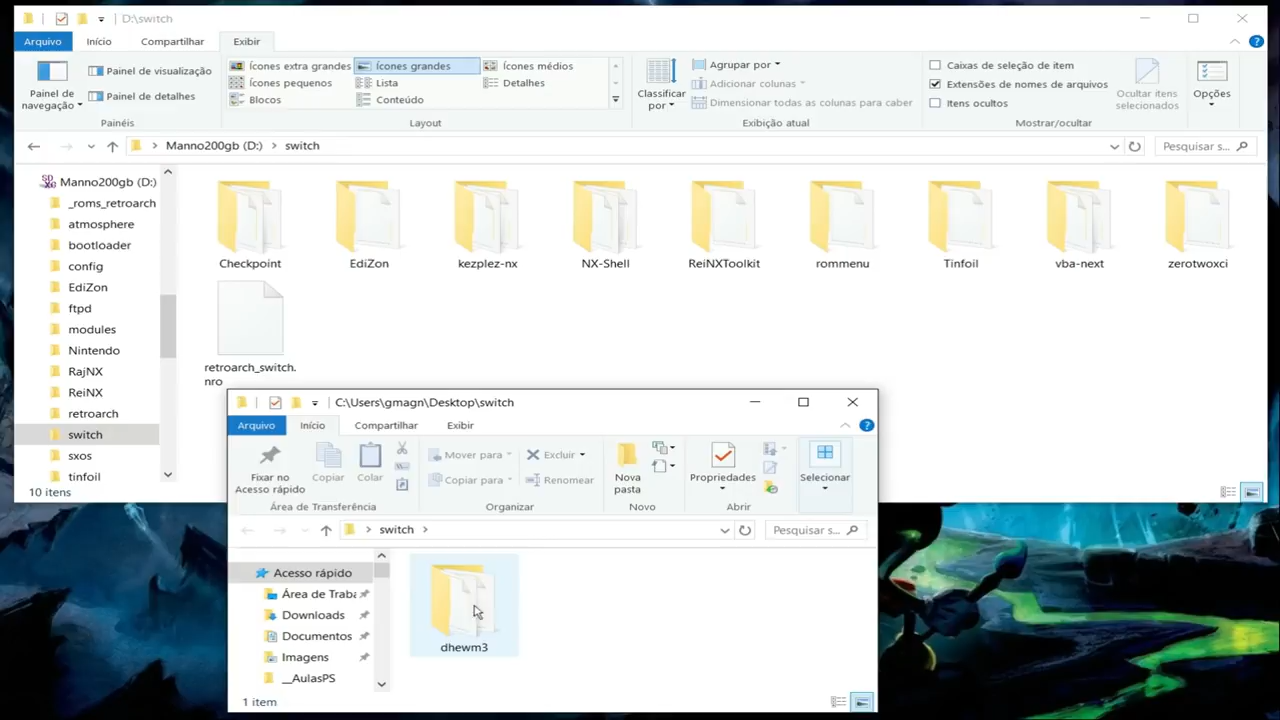 D:\switch
Arquivo
Início
Compartilhar
Exibir
Painel de navegação
Painel de visualização
Painel de detalhes
Painéis
Ícones extra grandes
Ícones grandes
Ícones médios
Ícones pequenos
Lista
Detalhes
Blocos
Conteúdo
Layout
Classificar por
Agrupar por
Adicionar colunas
Dimensionar todas as colunas para caber
Exibição atual
Caixas de seleção de item
Extensões de nomes de arquivos
Itens ocultos
Ocultar itens selecionados
Mostrar/ocultar
Opções
Manno200gb (D:)
switch
Pesquisar s...
Manno200gb (D:)
_roms_retroarch
atmosphere
bootloader
config
EdiZon
ftpd
modules
Nintendo
RajNX
ReiNX
retroarch
switch
sxos
tinfoil
Checkpoint
EdiZon
kezplez-nx
NX-Shell
ReiNXToolkit
rommenu
Tinfoil
vba-next
zerotwoxci
retroarch_switch.
nro
10 itens
C:\Users\gmagn\Desktop\switch
Arquivo
Início
Compartilhar
Exibir
Fixar no
Acesso rápido
Copiar
Colar
Área de Transferência
Mover para
Copiar para
Excluir
Renomear
Organizar
Nova
pasta
Novo
Propriedades
Abrir
Selecionar
switch
Pesquisar s...
Acesso rápido
Área de Traba
Downloads
Documentos
Imagens
__AulasPS
dhewm3
1 item